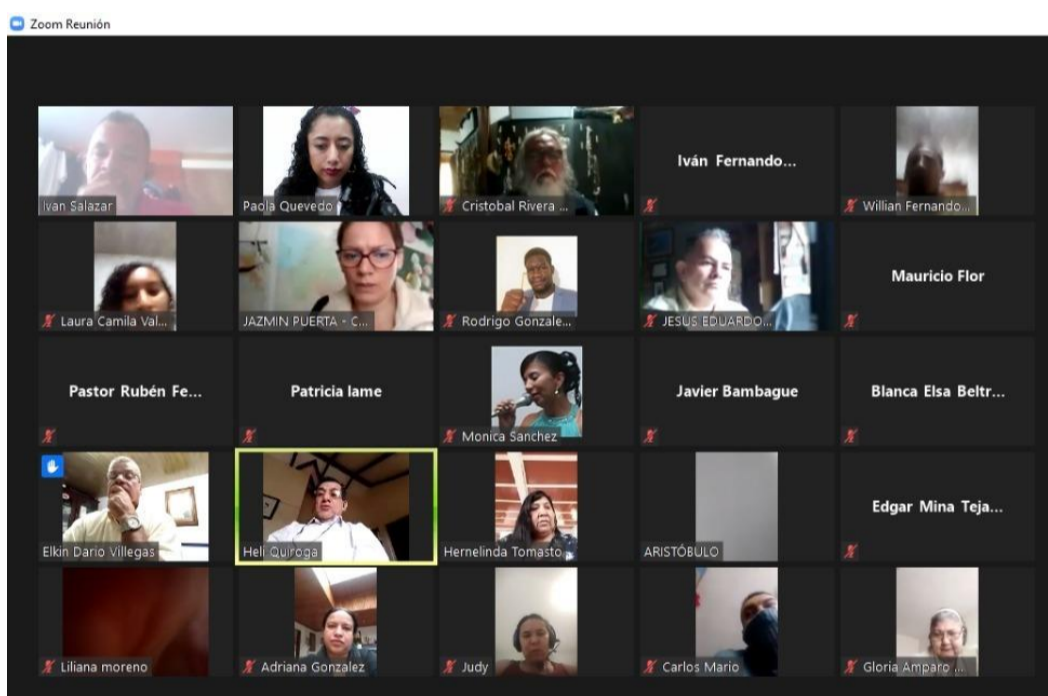 Zoom Reunión
Ivan Salazar
Paola Quevedo
Cristobal Rivera ...
Iván Fernando...
Willian Fernando...
Laura Camila Val...
JAZMIN PUERTA - C...
Rodrigo Gonzale...
JESUS EDUARDO...
Mauricio Flor
Pastor Rubén Fe...
Patricia Iame
Monica Sanchez
Javier Bambague
Blanca Elsa Beltr...
Elkin Dario Villegas
Heli Quiroga
Hernelinda Tomasto
ARISTÓBULO
Edgar Mina Teja...
Liliana moreno
Adriana Gonzalez
Judy
Carlos Mario
Gloria Amparo ...